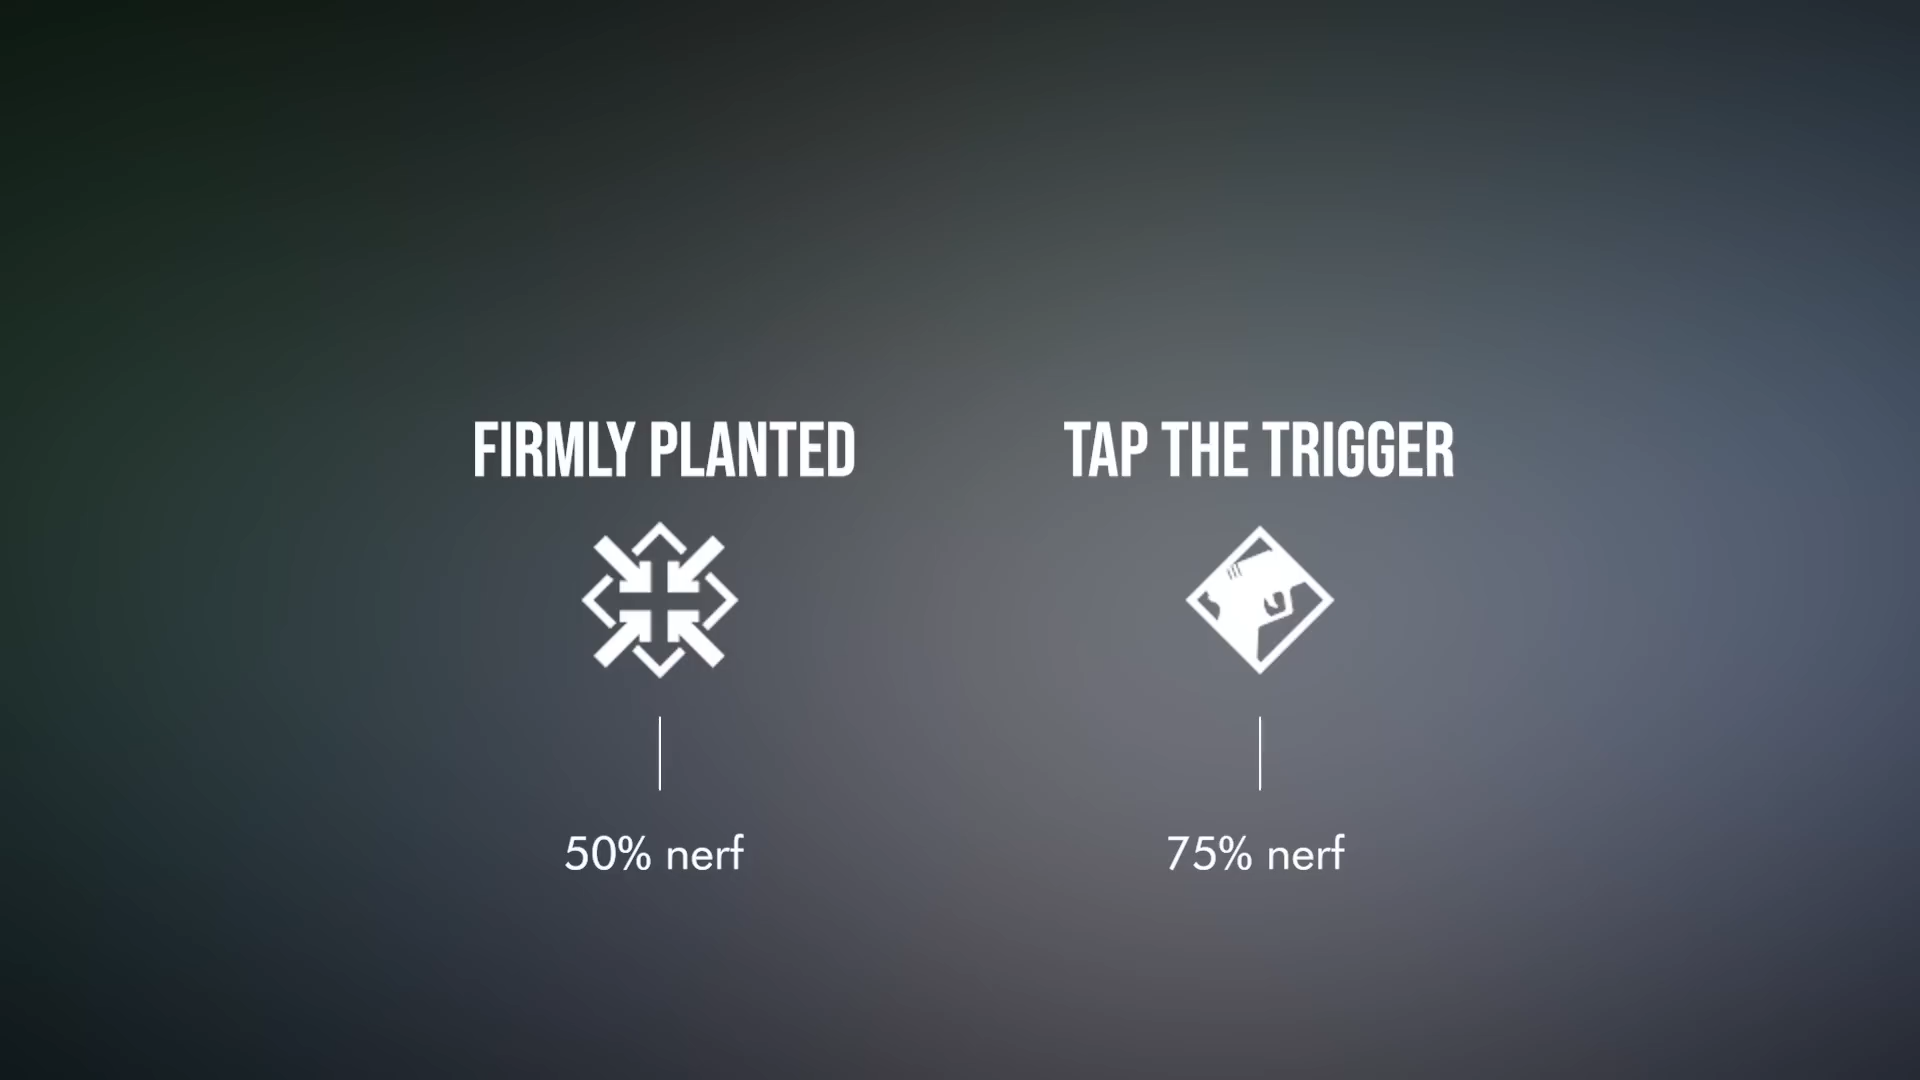 FIRMLY PLANTED
TAP THE TRIGGER
50% nerf
75% nerf